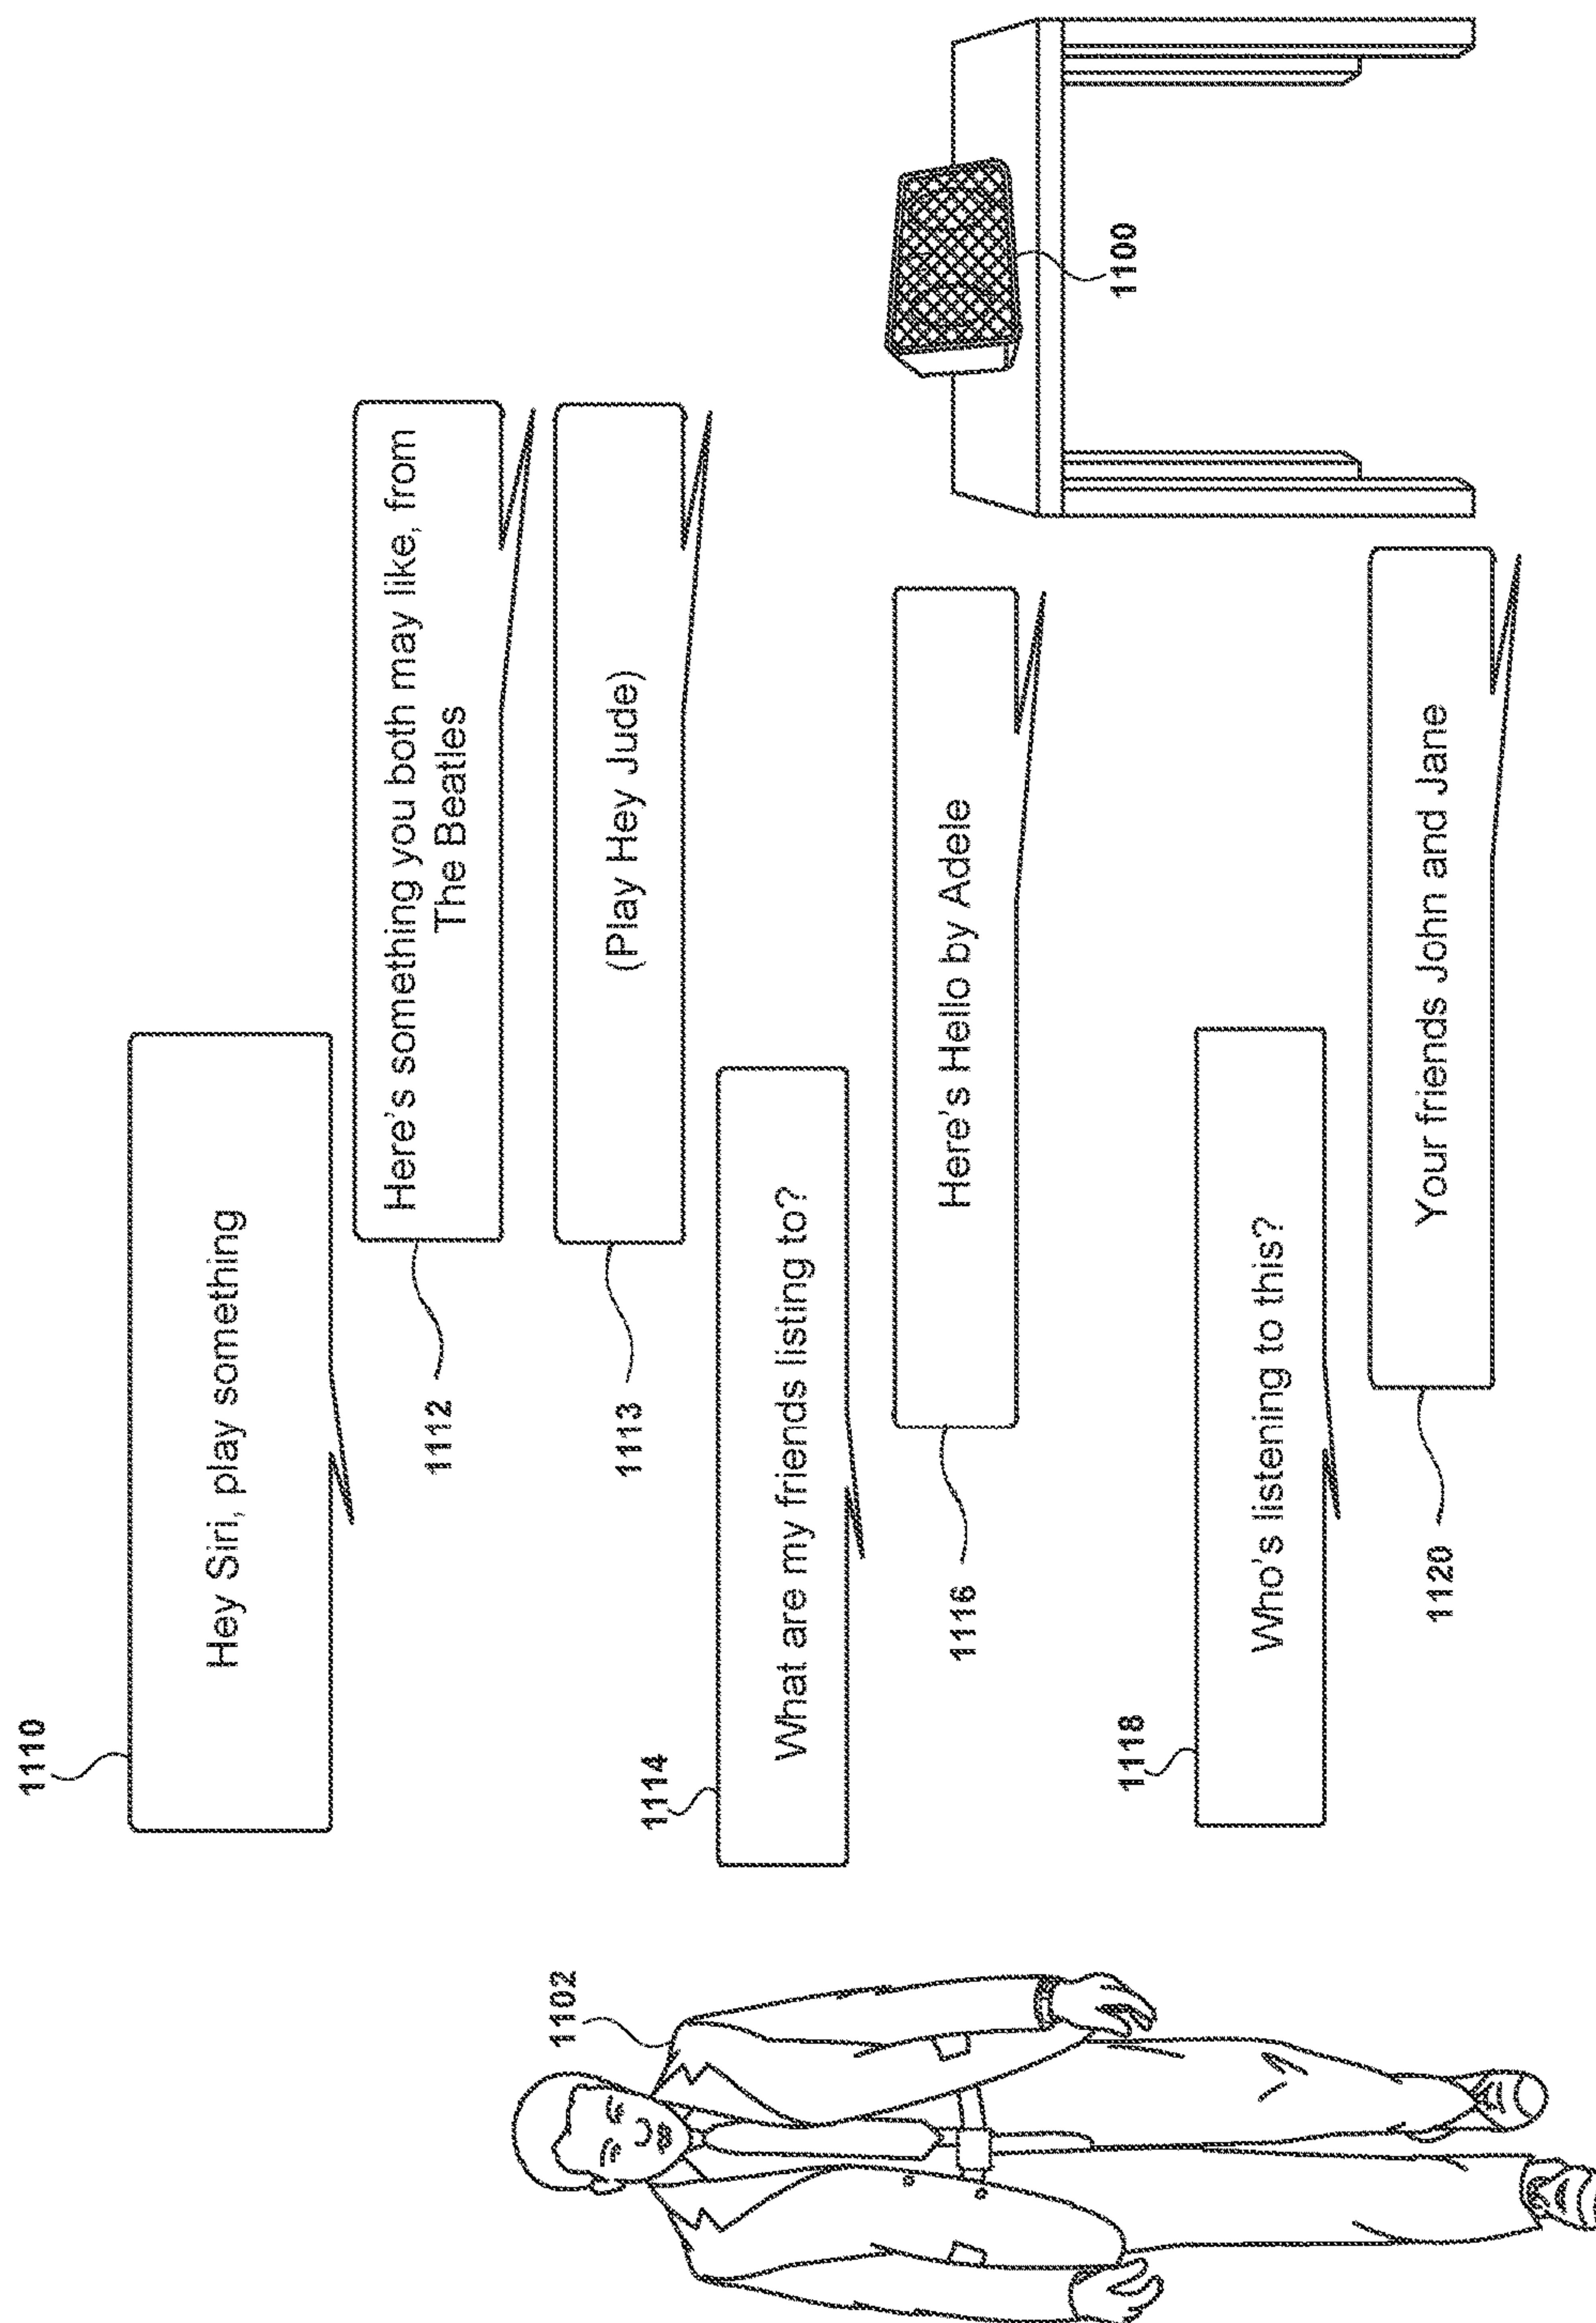 1110
Hey Siri, play something
Here's something you both may like, from
The Beatles
1112
(Play Hey Jude)
1113
1102
1114
What are my friends listing to?
Here's Hello by Adele
1116
1100
1118
Who's listening to this?
Your friends John and Jane
1120